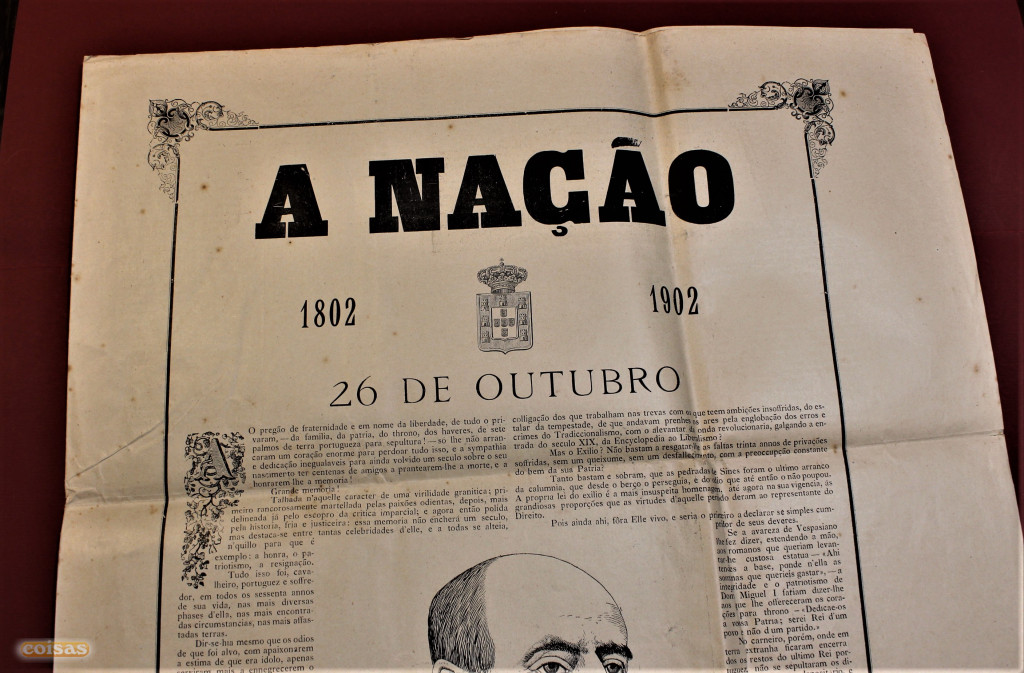 A NAÇÃO
1802
1902
26 DE OUTUBRO
O pregão de fraternidade e em nome da liberdade, de tudo o pri-
varam, — da familia, da patria, do throno, dos haveres, de sete
palmos de terra portugueza para sepultura! — so lhe não arran-
caram um coração enorme para perdoar tudo isso, e a sympathia
e dedicação inegualaveis para ainda volvido um seculo sobre o seu
nascimento ter centenas de amigos a prantearem-lhe a morte, e a
honrarem-lhe a memoria!
Grande memoria!
Talhada n'aquelle caracter de uma virilidade granitica; pri-
meiro rancorosamente martellada pelas paixões odientas, depois, mais
delineada já pelo escopro da critica imparcial; e agora então polida
pela historia, fria e justiceira: essa memoria não encherá um seculo,
mas destaca-se entre tantas celebridades d'elle, e a todas se alteia,
n'quillo para que é
exemplo: a honra, o pa-
triotismo, a resignação.
Tudo isso foi, cava-
lheiro, portuguez e soffre-
dor, em todos os sessenta annos
de sua vida, nas mais diversas
phases d'ella, nas mais encontra-
das circumstancias, nas mais affas-
tadas terras.
Dir-se-hia mesmo que os odios
de que foi alvo, com apaixonarem
a estima de que era idolo, apenas
serviram mais a ennegrecerem o
colligação dos que trabalham nas trevas com os que teem ambições insoffridas, do es-
talar da tempestade, de que andavam prenhes os ares pela englobação dos erros e
crimes do Tradiccionalismo, com o alevantar da onda revolucionaria, galgando a en-
trada do seculo XIX, da Encyclopedia ao Liberalismo?
Mas o Exilio? Não bastam a resgatar as faltas trinta annos de privações
soffridas, sem um queixume, sem um desfallecimento, com a preoccupação constante
do bem da sua Patria?
Tanto bastam e sobram, que as pedradas de Sines foram o ultimo arranco
da calumnia, que desde o berço o perseguia, e do que até então o não poupou.
A propria lei do exilio é a mais insuspeita homenagem, até agora na sua vigencia, ás
grandiosas proporções que as virtudes d'aquelle deram ao representante do
Direito.
Pois ainda ahi, fôra Elle vivo, e seria o primeiro a declarar se simples cum-
pridor de seus deveres.
Se a avareza de Vespasiano
lhe fez dizer, estendendo a mão,
aos romanos que queriam levan-
tar-lhe custosa estatua — «Ahi
tendes a base, ponde n'ella as
sommas que querieis gastar», — a
integridade e o patriotismo de
Dom Miguel I fariam dizer-lhe
aos que lhe offereceram os cora-
ções para throno — «Dedicae-os
a vossa Patria; serei Rei d'um
povo e não d'um partido.»
No carneiro, porém, onde em
terra extranha ficaram encerra
dos os restos do ultimo Rei por-
tuguez, não se sepultaram os di-
coisas